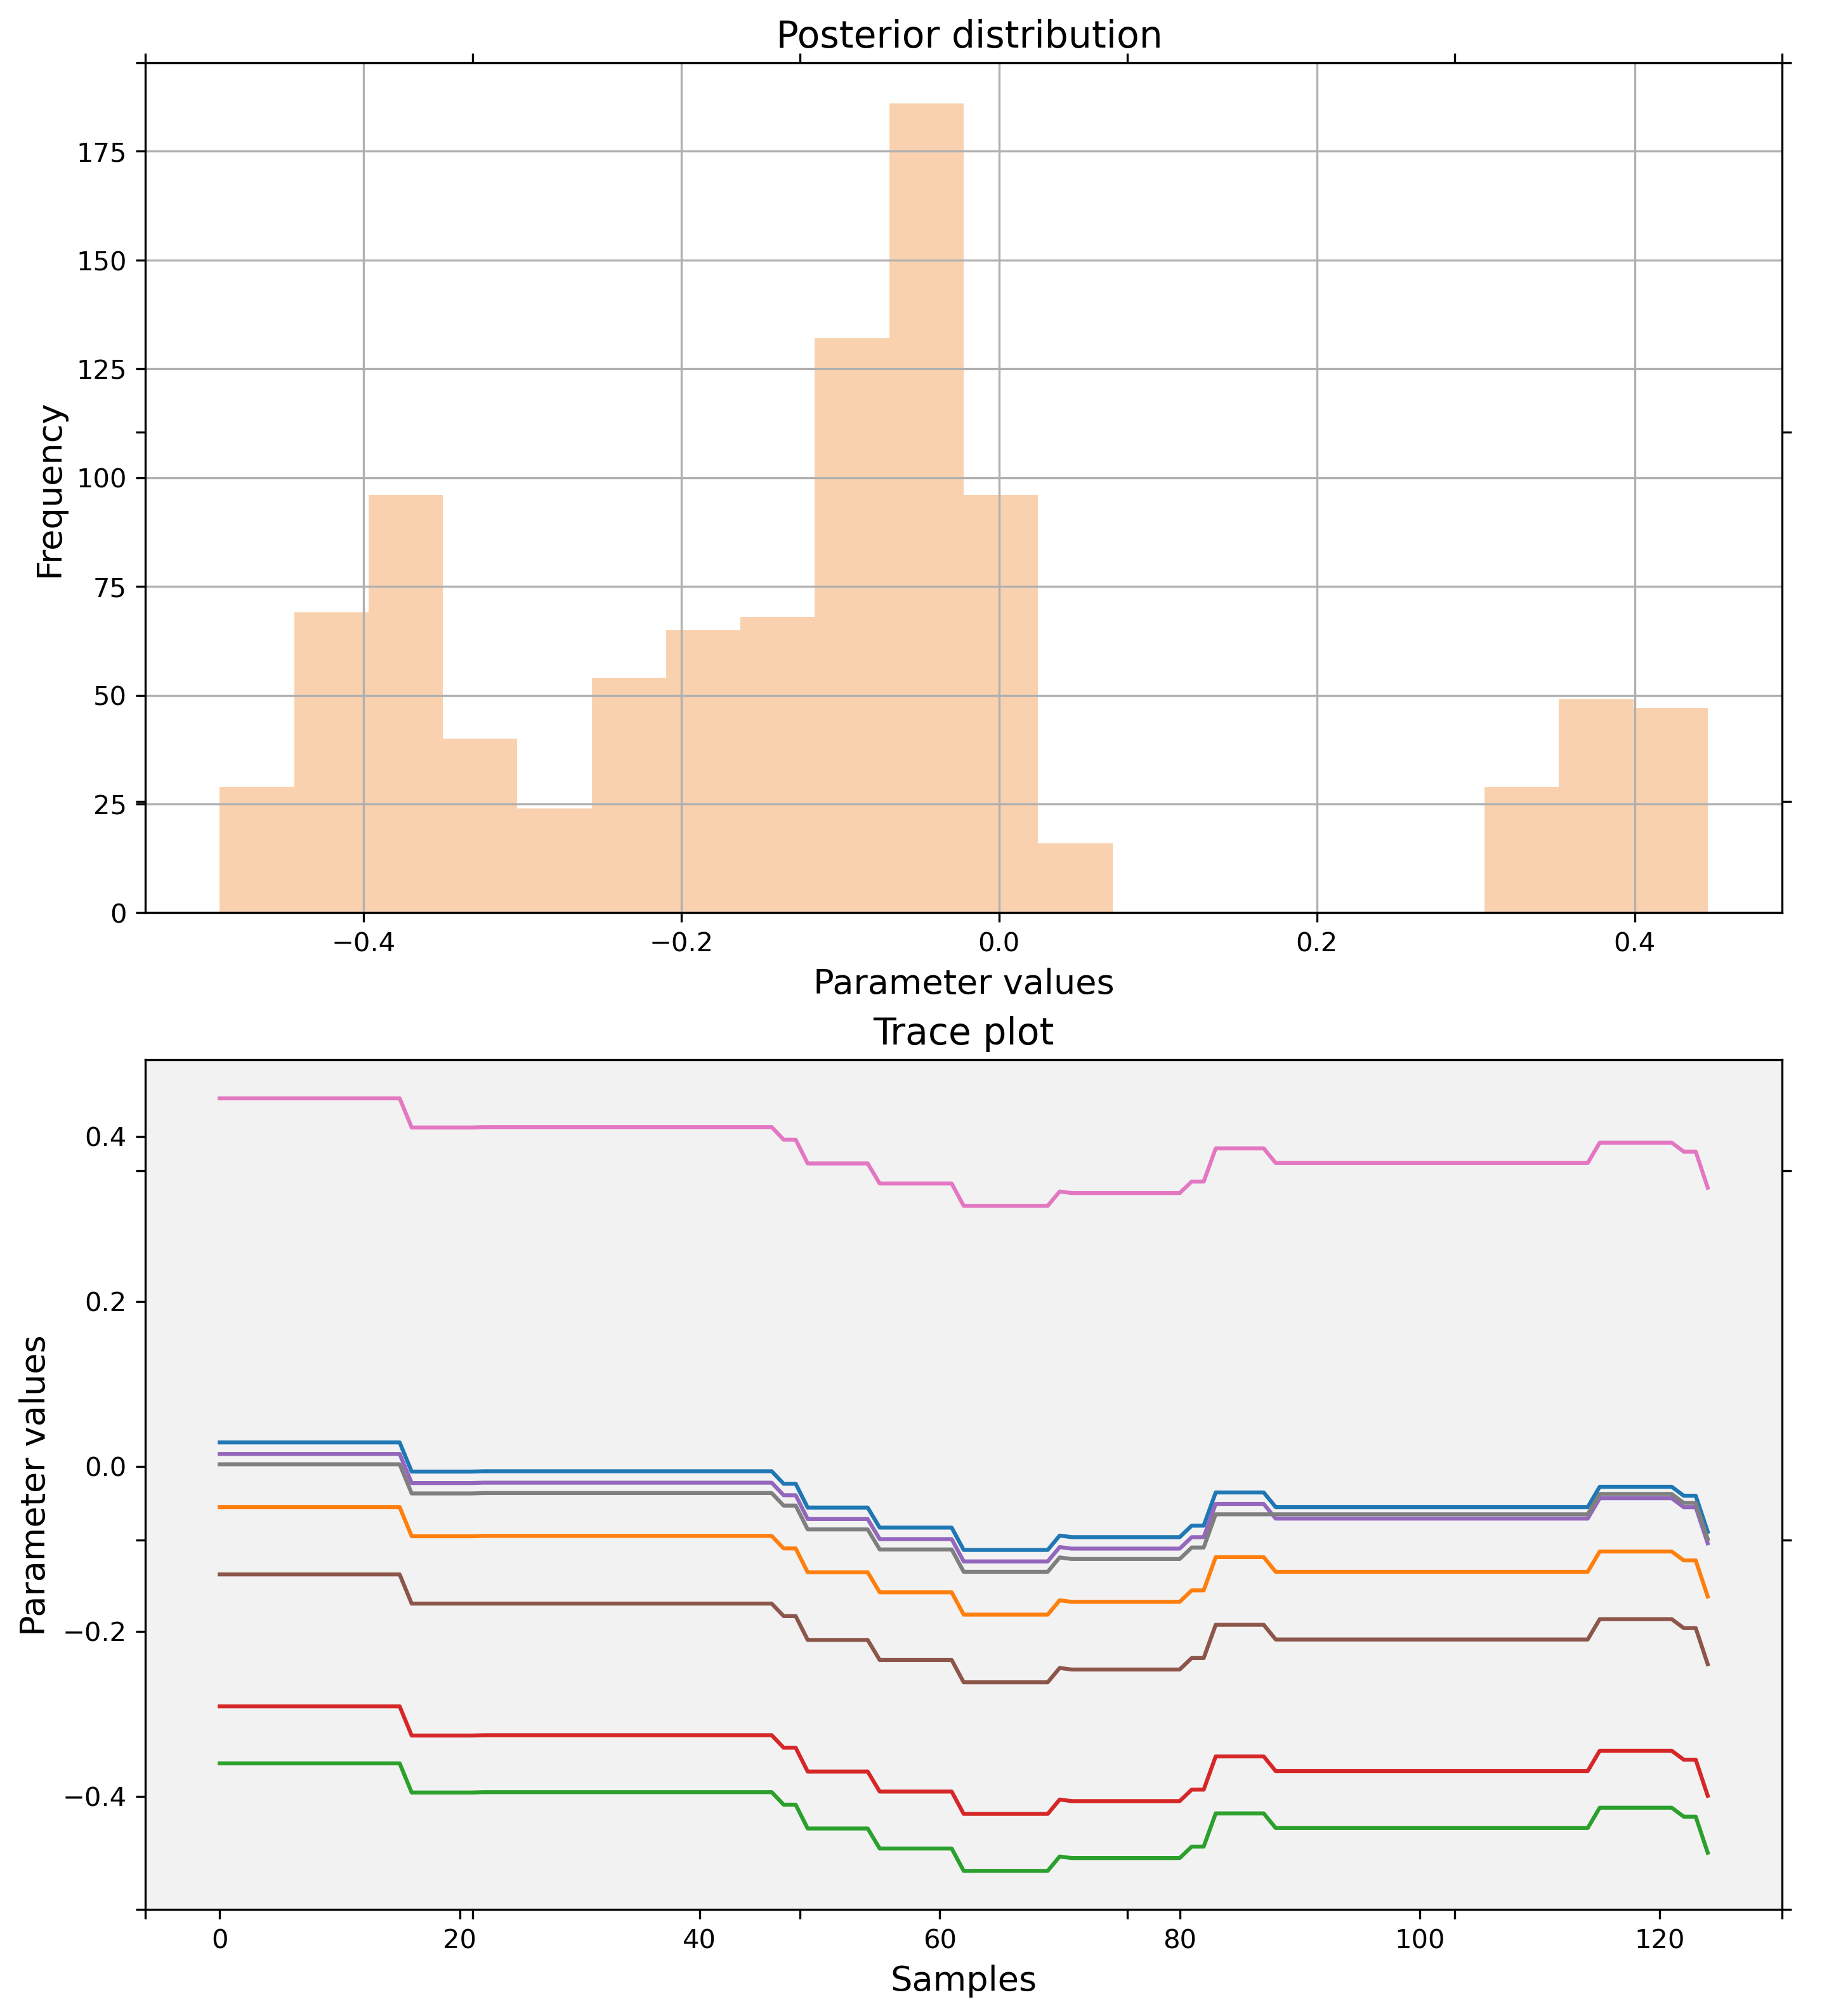 Posterior distribution
175
150
125
100
75
50
25
0
Frequency
−0.4 −0.2 0.0 0.2 0.4
Parameter values
Trace plot
0.4
0.2
0.0
−0.2
−0.4
Parameter values
0 20 40 60 80 100 120
Samples